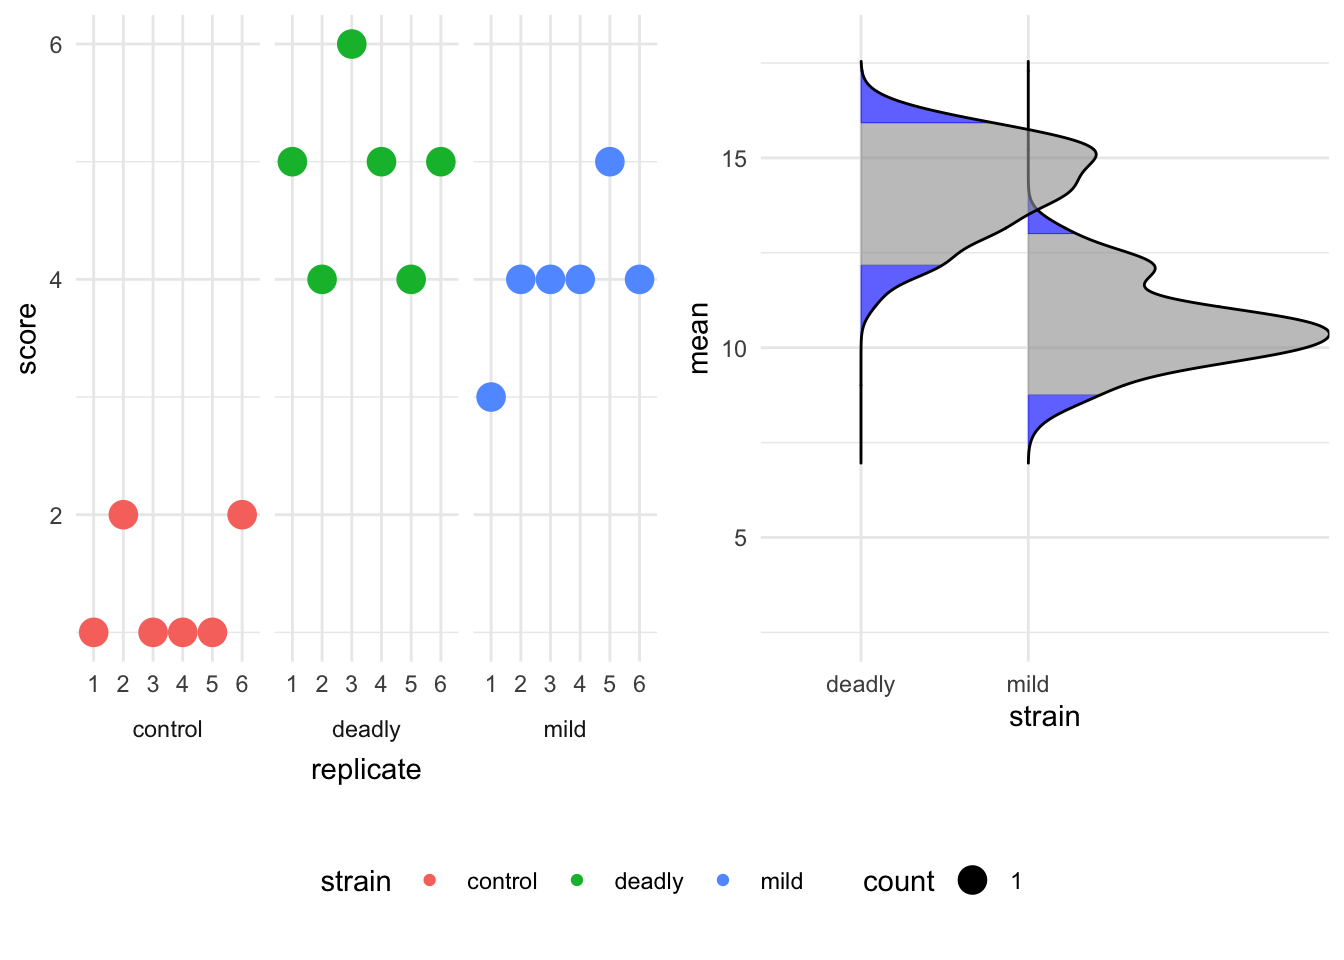 score
6
4
2
1 2 3 4 5 6
1 2 3 4 5 6
1 2 3 4 5 6
control
deadly
mild
replicate
mean
15
10
5
deadly mild
strain
strain control deadly mild
count 1